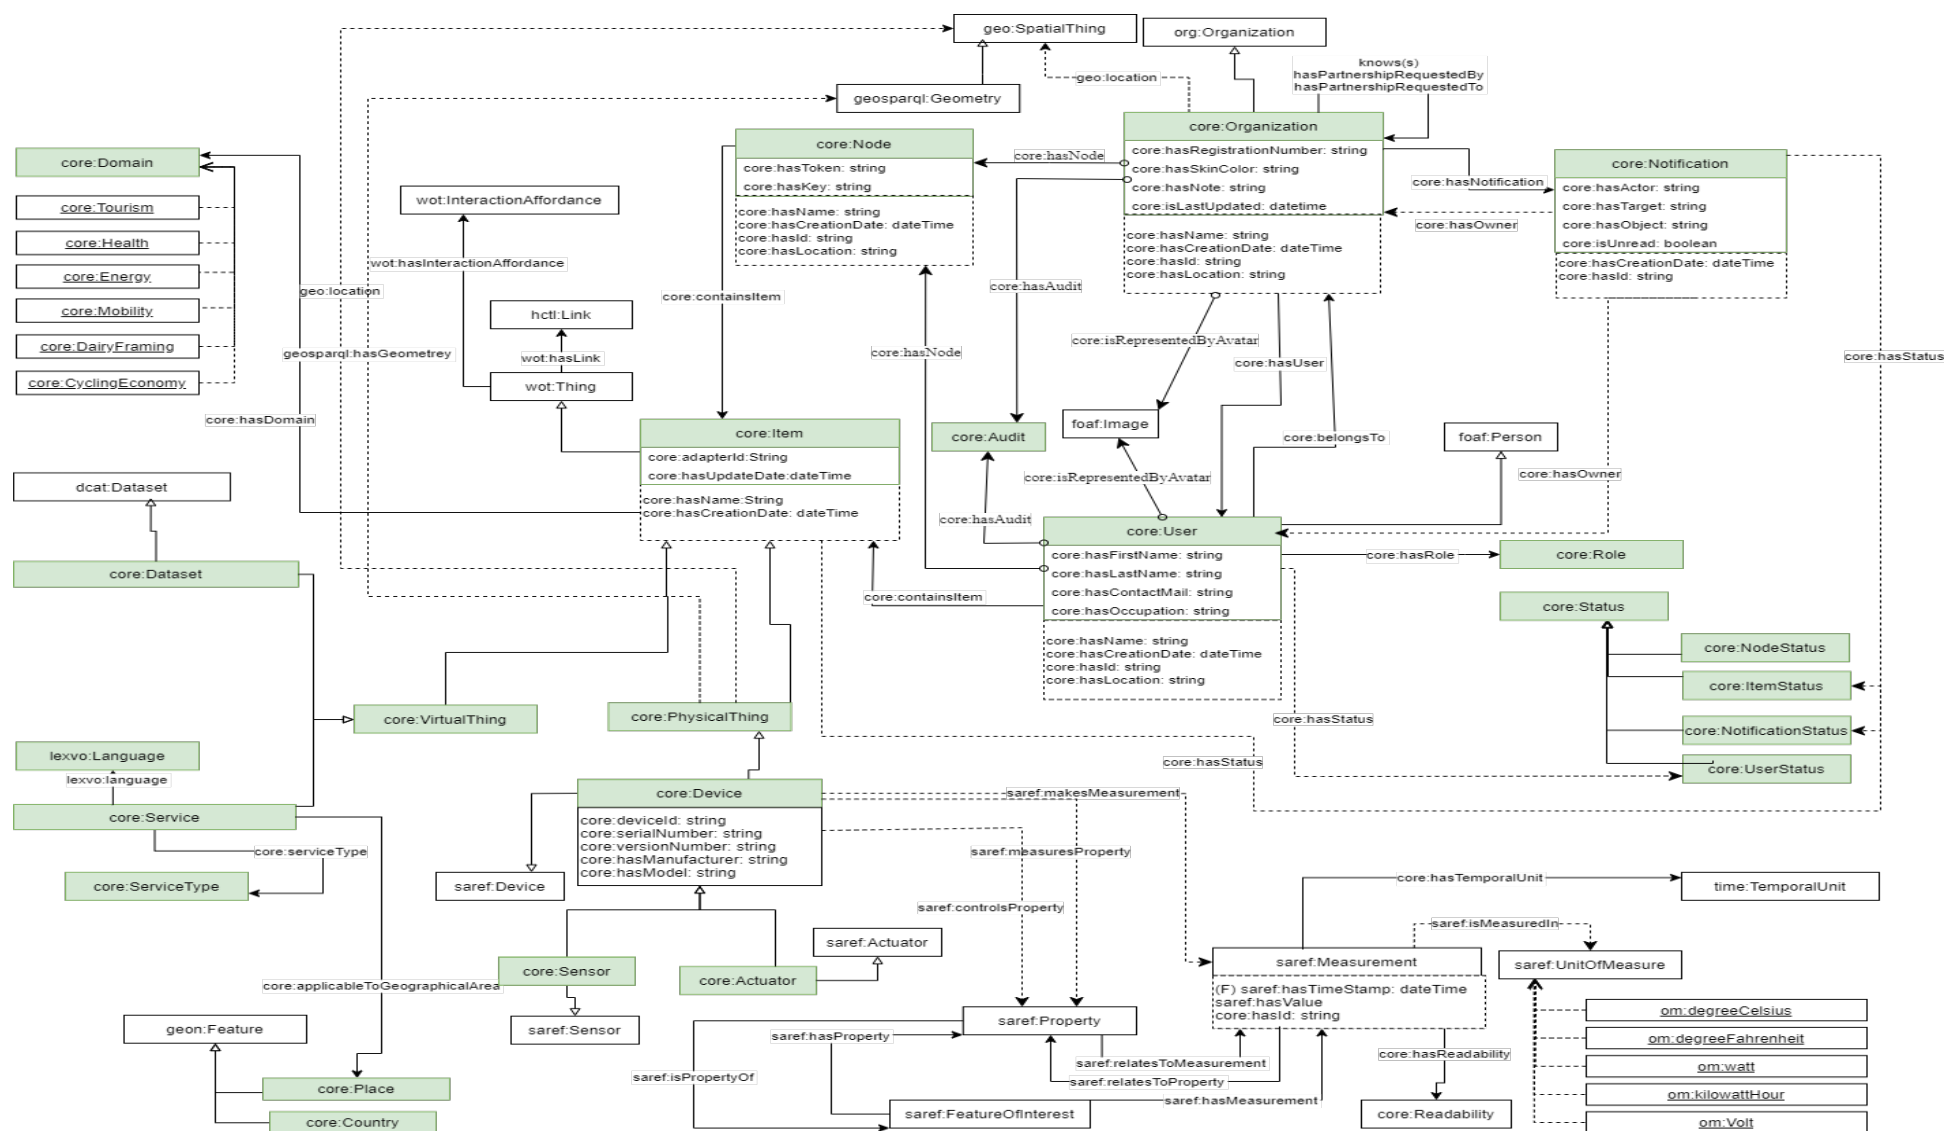 geo:SpatialThing
org:Organization
knows(s)
hasPartnershipRequestedBy
hasPartnershipRequestedTo
geo:location
geosparql:Geometry
core:Organization
core:hasRegistrationNumber: string
core:hasSkinColor: string
core:hasNote: string
core:isLastUpdated: datetime
core:hasName: string
core:hasCreationDate: dateTime
core:hasId: string
core:hasLocation: string
core:Node
core:hasToken: string
core:hasKey: string
core:hasName: string
core:hasCreationDate: dateTime
core:hasId: string
core:hasLocation: string
core:hasNode
core:hasNotification
core:hasOwner
core:Notification
core:hasActor: string
core:hasTarget: string
core:hasObject: string
core:isUnread: boolean
core:hasCreationDate: dateTime
core:hasId: string
core:Domain
core:Tourism
core:Health
core:Energy
core:Mobility
core:DairyFraming
core:CyclingEconomy
core:hasDomain
wot:InteractionAffordance
wot:hasInteractionAffordance
geo:location
geosparql:hasGeometrey
hctl:Link
wot:hasLink
wot:Thing
core:containsItem
core:hasAudit
core:hasNode
core:isRepresentedByAvatar
core:hasUser
core:hasStatus
core:Item
core:adapterId:String
core:hasUpdateDate:dateTime
core:hasName:String
core:hasCreationDate: dateTime
core:Audit
foaf:Image
core:belongsTo
foaf:Person
core:hasOwner
core:isRepresentedByAvatar
core:hasAudit
dcat:Dataset
core:Dataset
core:User
core:hasFirstName: string
core:hasLastName: string
core:hasContactMail: string
core:hasOccupation: string
core:hasName: string
core:hasCreationDate: dateTime
core:hasId: string
core:hasLocation: string
core:containsItem
core:hasRole
core:Role
core:Status
core:NodeStatus
core:ItemStatus
core:NotificationStatus
core:UserStatus
core:hasStatus
core:hasStatus
core:VirtualThing
core:PhysicalThing
lexvo:Language
lexvo:language
core:Service
core:serviceType
core:ServiceType
core:Device
core:deviceId: string
core:serialNumber: string
core:versionNumber: string
core:hasManufacturer: string
core:hasModel: string
saref:Device
saref:makesMeasurement
saref:measuresProperty
saref:controlsProperty
core:hasTemporalUnit
time:TemporalUnit
saref:isMeasuredIn
saref:UnitOfMeasure
saref:Actuator
core:Sensor
core:Actuator
saref:Sensor
core:applicableToGeographicalArea
geon:Feature
core:Place
core:Country
saref:Measurement
(F) saref:hasTimeStamp: dateTime
saref:hasValue
core:hasId: string
saref:Property
saref:hasProperty
saref:isPropertyOf
saref:relatesToMeasurement
saref:relatesToProperty
saref:hasMeasurement
saref:FeatureOfInterest
core:hasReadability
core:Readability
om:degreeCelsius
om:degreeFahrenheit
om:watt
om:kilowattHour
om:Volt